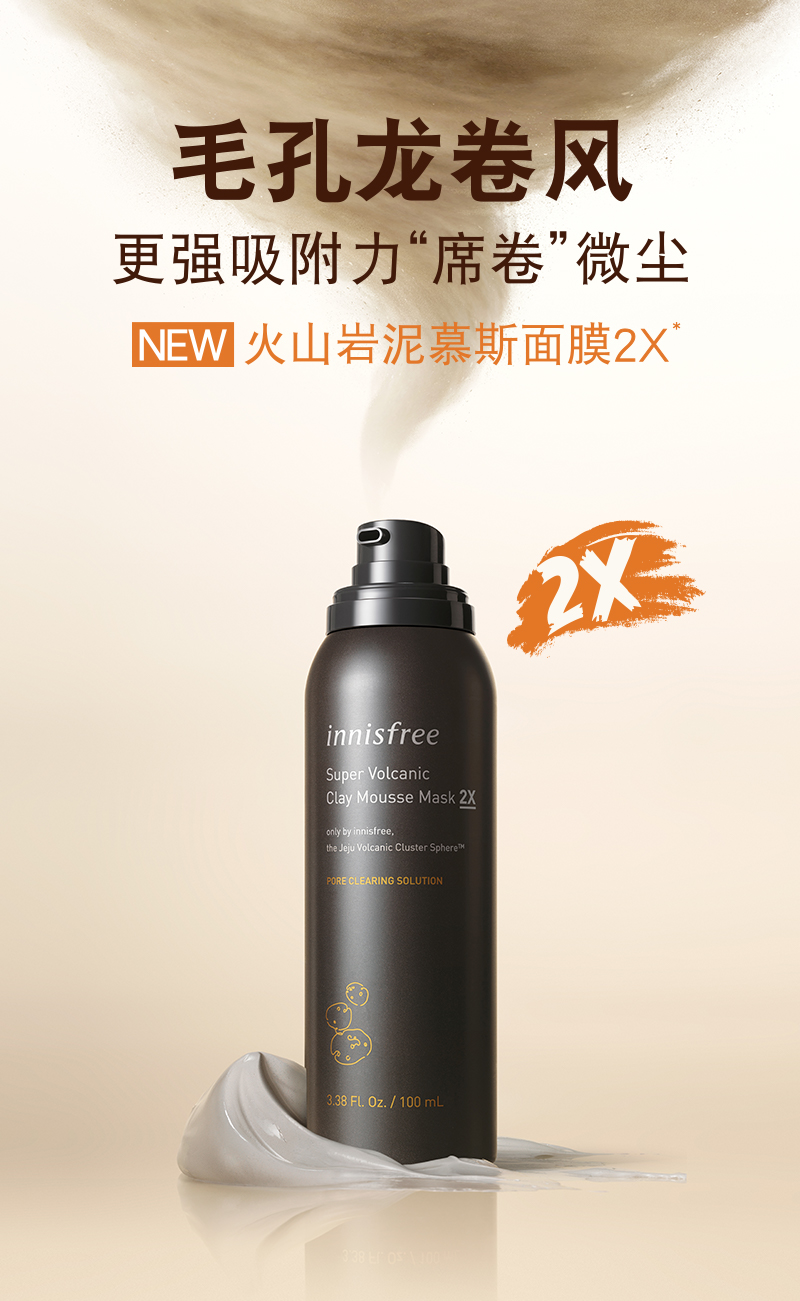 毛孔龙卷风
更强吸附力“席卷”微尘
NEW 火山岩泥慕斯面膜2X*
2X
innisfree
Super Volcanic
Clay Mousse Mask 2X
only by innisfree,
the Jeju Volcanic Cluster Sphere™
PORE CLEARING SOLUTION
3.38 Fl. Oz. / 100 mL